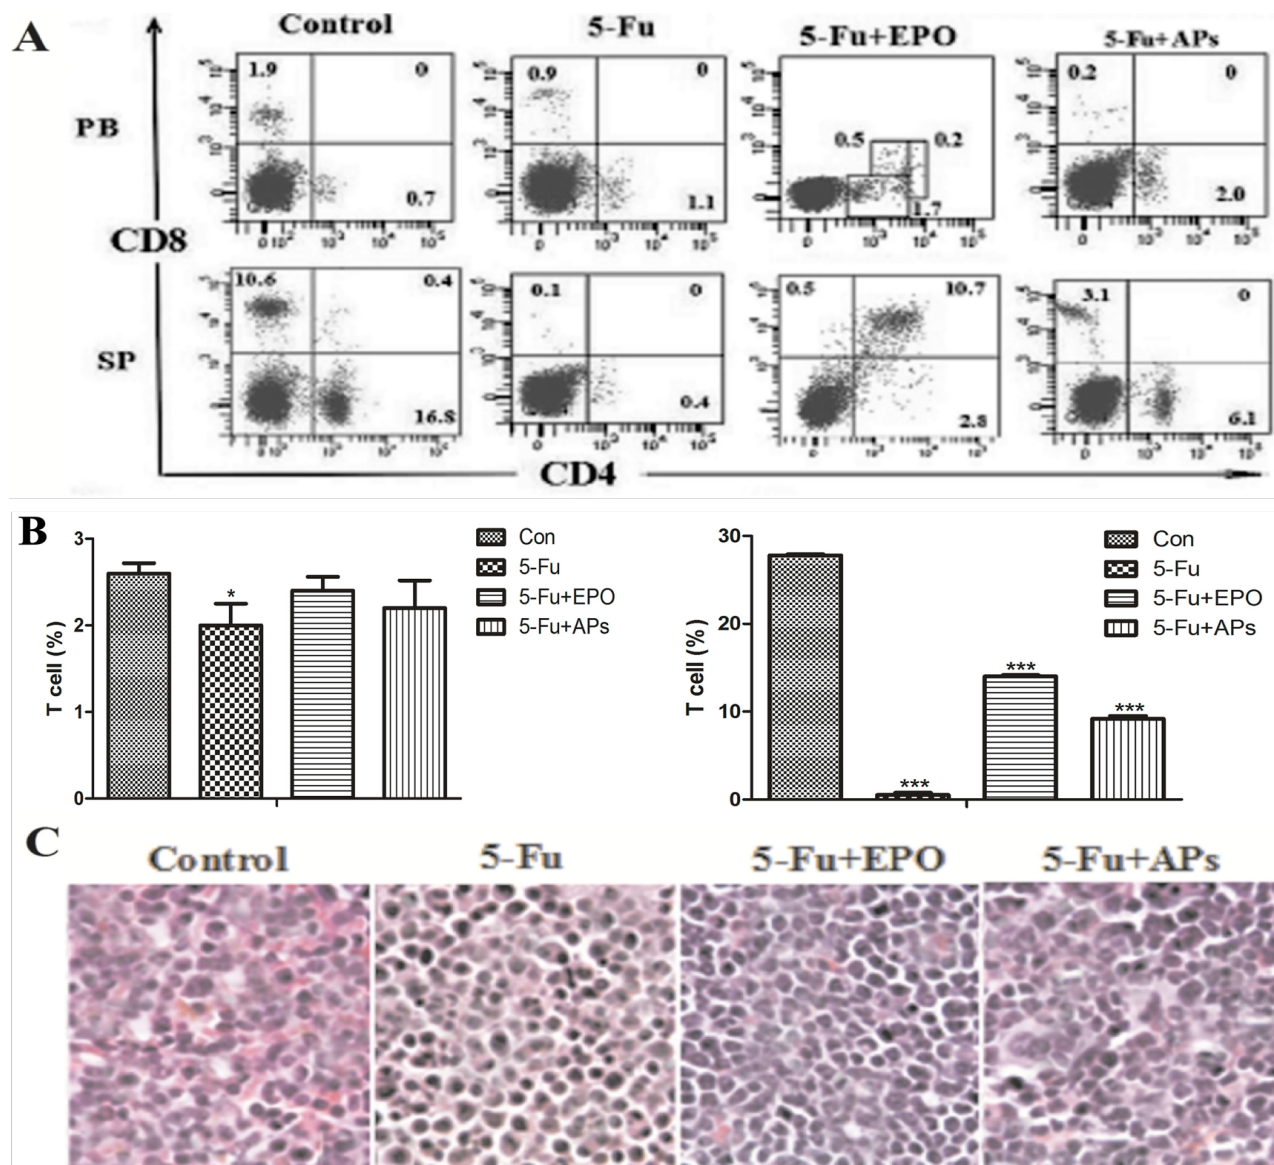 A
Control 5-Fu 5-Fu+EPO 5-Fu+APs
PB
1.9 0
0.7
0.9 0
1.1
0.5 0.2
1.7
0.2 0
2.0
CD8
SP
10.6 0.4
16.8
0.1 0
0.4
0.5 10.7
2.8
3.1 0
6.1
CD4
B
T cell (%)
3
2
1
0
*
Con
5-Fu
5-Fu+EPO
5-Fu+APs
T cell (%)
30
20
10
0
***
***
***
Con
5-Fu
5-Fu+EPO
5-Fu+APs
C
Control 5-Fu 5-Fu+EPO 5-Fu+APs